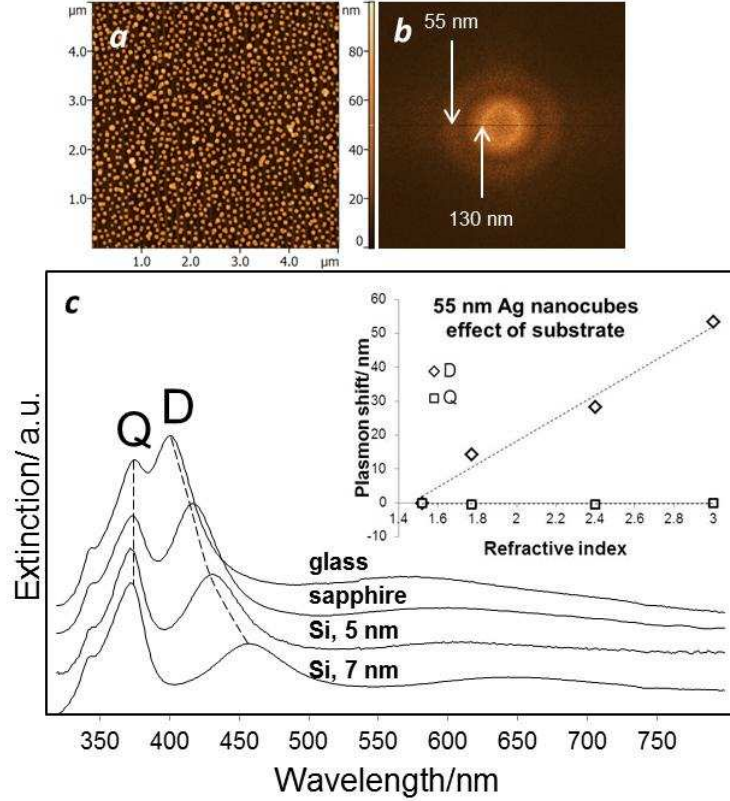 µm
a
5.0
4.0
3.0
2.0
1.0
1.0 2.0 3.0 4.0 µm
nm
80
60
40
20
0
b
55 nm
130 nm
c
Q
D
glass
sapphire
Si, 5 nm
Si, 7 nm
Extinction/ a.u.
350 400 450 500 550 600 650 700 750
Wavelength/nm
55 nm Ag nanocubes
effect of substrate
D
Q
Plasmon shift/ nm
60
50
40
30
20
10
0
-10
1.4 1.6 1.8 2 2.2 2.4 2.6 2.8 3
Refractive index